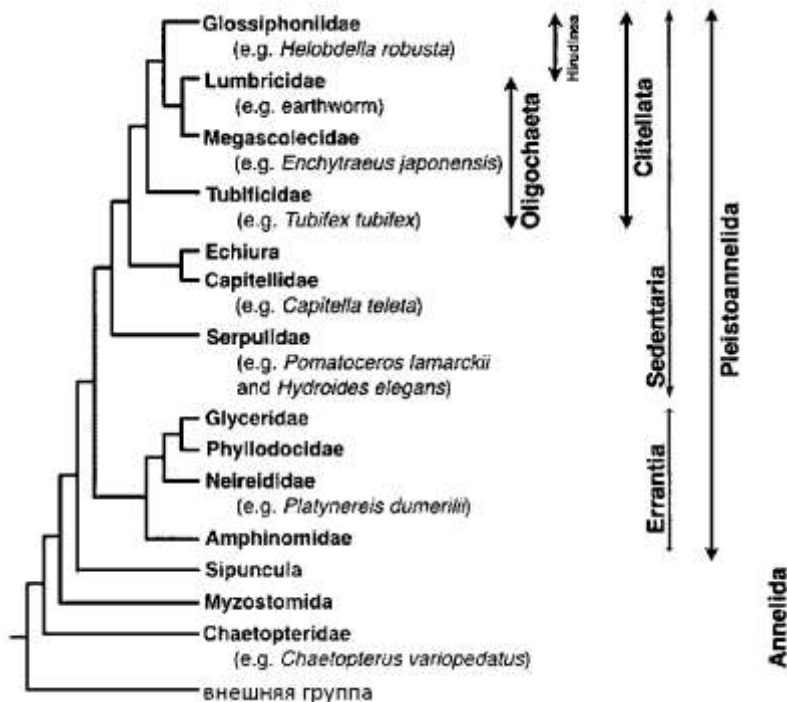 Glossiphoniidae
(e.g. Helobdella robusta)
Lumbricidae
(e.g. earthworm)
Megascolecidae
(e.g. Enchytraeus japonensis)
Tubificidae
(e.g. Tubifex tubifex)
Echiura
Capitellidae
(e.g. Capitella teleta)
Serpulidae
(e.g. Pomatoceros lamarckii
and Hydroides elegans)
Glyceridae
Phyllodocidae
Neireididae
(e.g. Platynereis dumerilii)
Amphinomidae
Sipuncula
Myzostomida
Chaetopteridae
(e.g. Chaetopterus variopedatus)
внешняя группа
Hirudinea
Oligochaeta
Clitellata
Sedentaria
Errantia
Pleistoannelida
Annelida